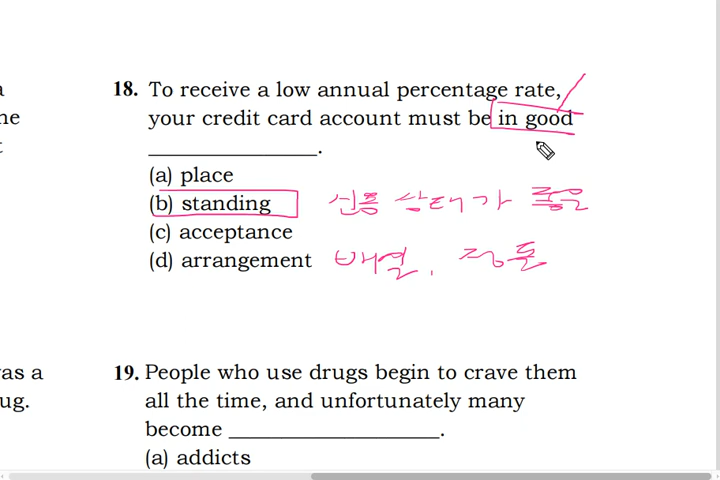 a
18. To receive a low annual percentage rate,
ne
your credit card account must be in good
t
_________________.
(a) place
(b) standing 신용 상태가 좋은
(c) acceptance
(d) arrangement 배열, 정돈
as a
19. People who use drugs begin to crave them
ug.
all the time, and unfortunately many
become _____________________.
(a) addicts